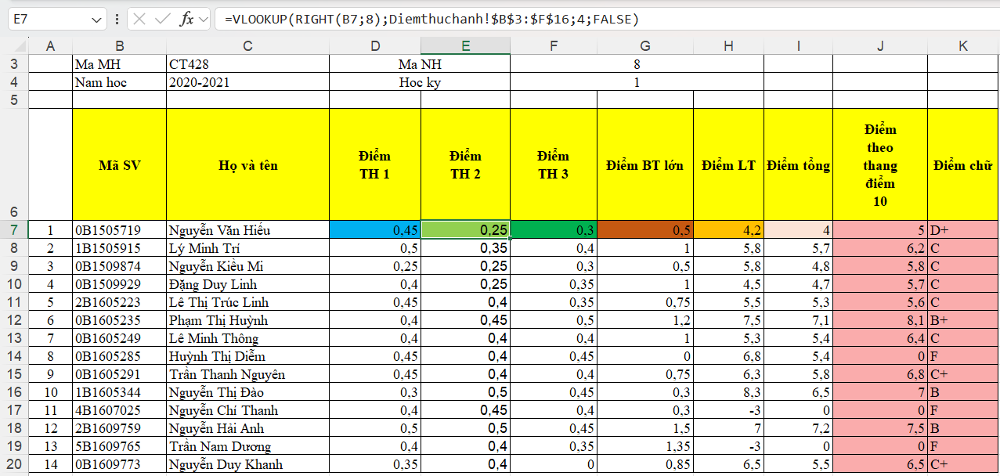 E7 fx =VLOOKUP(RIGHT(B7;8);Diemthuchanh!$B$3:$F$16;4;FALSE)
A B C D E F G H I J K
3 Ma MH CT428 Ma NH 8
4 Nam hoc 2020-2021 Hoc ky 1
5
6 Mã SV Họ và tên Điểm TH 1 Điểm TH 2 Điểm TH 3 Điểm BT lớn Điểm LT Điểm tổng Điểm theo thang điểm 10 Điểm chữ
7 1 0B1505719 Nguyễn Văn Hiếu 0,45 0,25 0,3 0,5 4,2 4 5 D+
8 2 1B1505915 Lý Minh Trí 0,5 0,35 0,4 1 5,8 5,7 6,2 C
9 3 0B1509874 Nguyễn Kiều Mi 0,25 0,25 0,3 0,5 5,8 4,8 5,8 C
10 4 0B1509929 Đặng Duy Linh 0,4 0,25 0,35 1 4,5 4,7 5,7 C
11 5 2B1605223 Lê Thị Trúc Linh 0,45 0,4 0,35 0,75 5,5 5,3 5,6 C
12 6 0B1605235 Phạm Thị Huỳnh 0,4 0,45 0,5 1,2 7,5 7,1 8,1 B+
13 7 0B1605249 Lê Minh Thông 0,4 0,4 0,4 1 5,3 5,4 6,4 C
14 8 0B1605285 Huỳnh Thị Diễm 0,45 0,4 0,45 0 6,8 5,4 0 F
15 9 0B1605291 Trần Thanh Nguyên 0,45 0,4 0,4 0,75 6,3 5,8 6,8 C+
16 10 1B1605344 Nguyễn Thị Đào 0,3 0,5 0,45 0,3 8,3 6,5 7 B
17 11 4B1607025 Nguyễn Chí Thanh 0,4 0,45 0,4 0,3 -3 0 0 F
18 12 2B1609759 Nguyễn Hải Anh 0,5 0,5 0,45 1,5 7 7,2 7,5 B
19 13 5B1609765 Trần Nam Dương 0,4 0,4 0,35 1,35 -3 0 0 F
20 14 0B1609773 Nguyễn Duy Khanh 0,35 0,4 0 0,85 6,5 5,5 6,5 C+